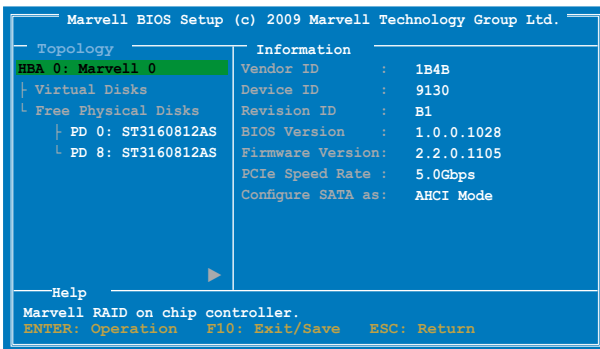 Marvell BIOS Setup (c) 2009 Marvell Technology Group Ltd.
Topology
HBA 0: Marvell 0
Virtual Disks
Free Physical Disks
PD 0: ST3160812AS
PD 8: ST3160812AS
Information
Vendor ID : 1B4B
Device ID : 9130
Revision ID : B1
BIOS Version : 1.0.0.1028
Firmware Version: 2.2.0.1105
PCIe Speed Rate : 5.0Gbps
Configure SATA as: AHCI Mode
Help
Marvell RAID on chip controller.
ENTER: Operation F10: Exit/Save ESC: Return